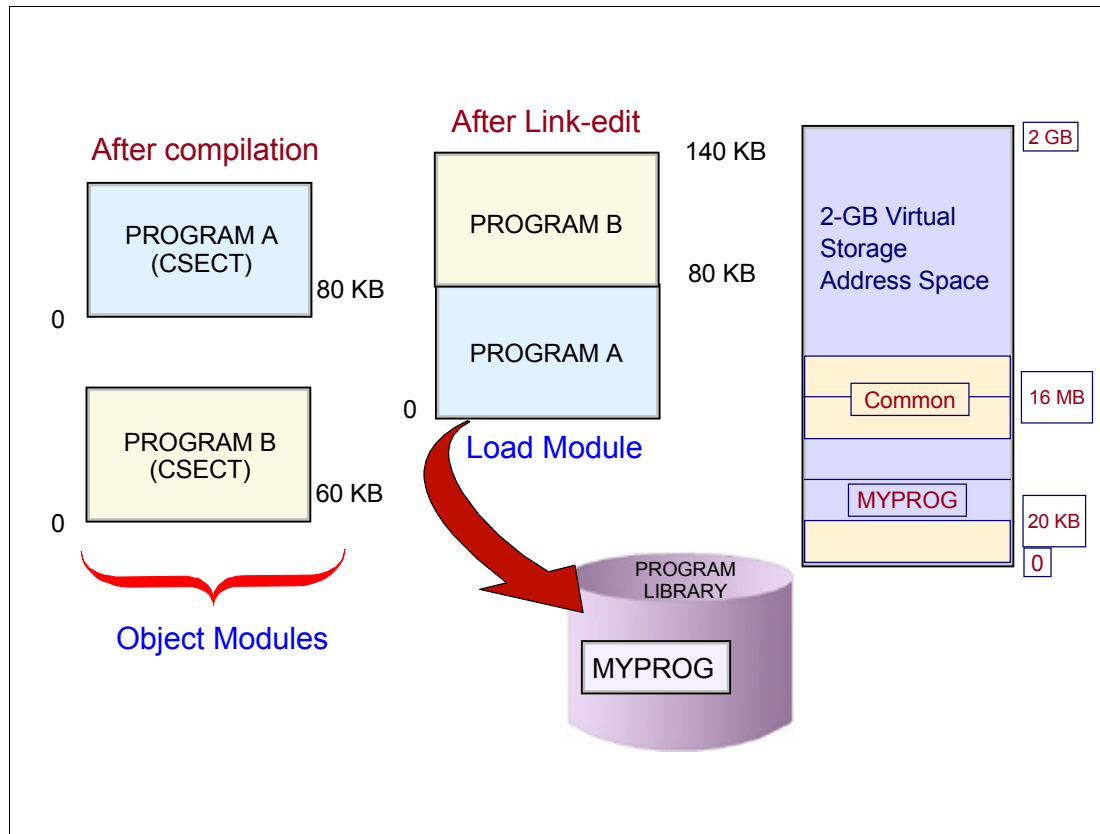 After compilation
PROGRAM A
(CSECT)
80 KB
0
PROGRAM B
(CSECT)
60 KB
0
Object Modules
After Link-edit
140 KB
PROGRAM B
80 KB
PROGRAM A
0
Load Module
PROGRAM
LIBRARY
MYPROG
2 GB
2-GB Virtual
Storage
Address Space
Common
16 MB
MYPROG
20 KB
0